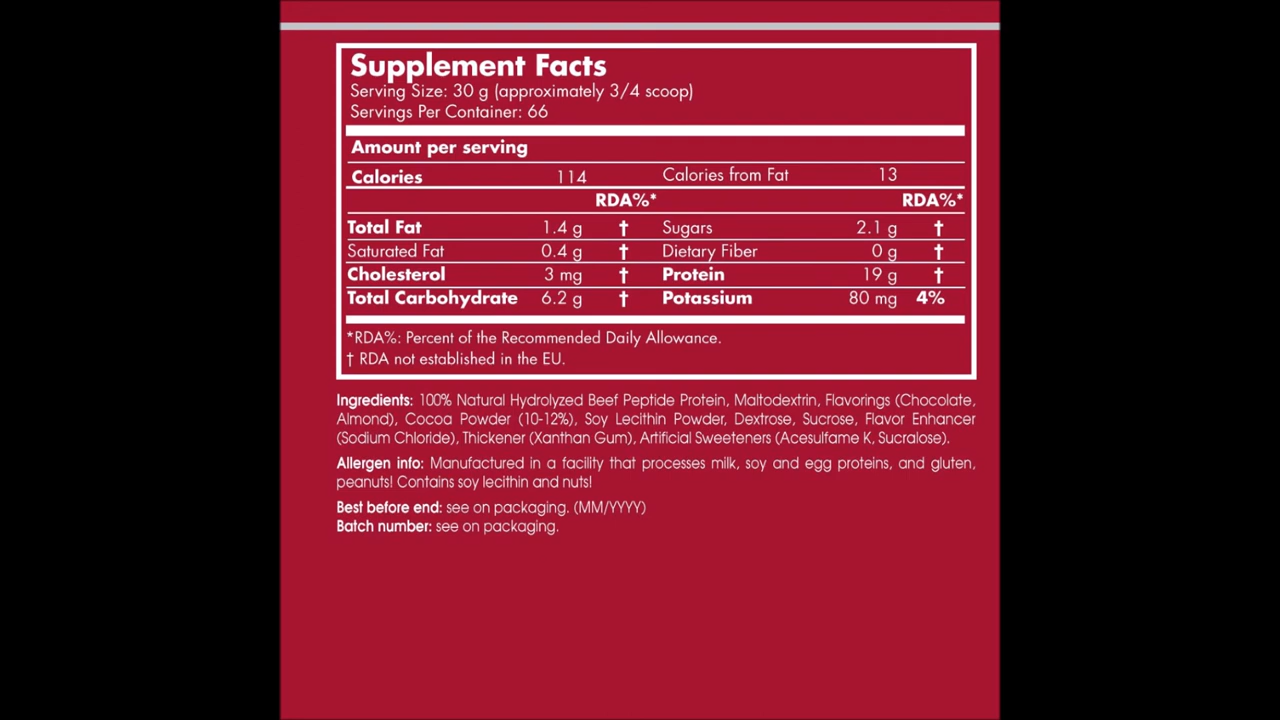 Supplement Facts
Serving Size: 30 g (approximately 3/4 scoop)
Servings Per Container: 66
Amount per serving
Calories 114 Calories from Fat 13
RDA%* RDA%*
Total Fat 1.4 g † Sugars 2.1 g †
Saturated Fat 0.4 g † Dietary Fiber 0 g †
Cholesterol 3 mg † Protein 19 g †
Total Carbohydrate 6.2 g † Potassium 80 mg 4%
*RDA%: Percent of the Recommended Daily Allowance.
† RDA not established in the EU.
Ingredients: 100% Natural Hydrolyzed Beef Peptide Protein, Maltodextrin, Flavorings (Chocolate,
Almond), Cocoa Powder (10-12%), Soy Lecithin Powder, Dextrose, Sucrose, Flavor Enhancer
(Sodium Chloride), Thickener (Xanthan Gum), Artificial Sweeteners (Acesulfame K, Sucralose).
Allergen info: Manufactured in a facility that processes milk, soy and egg proteins, and gluten,
peanuts! Contains soy lecithin and nuts!
Best before end: see on packaging. (MM/YYYY)
Batch number: see on packaging.